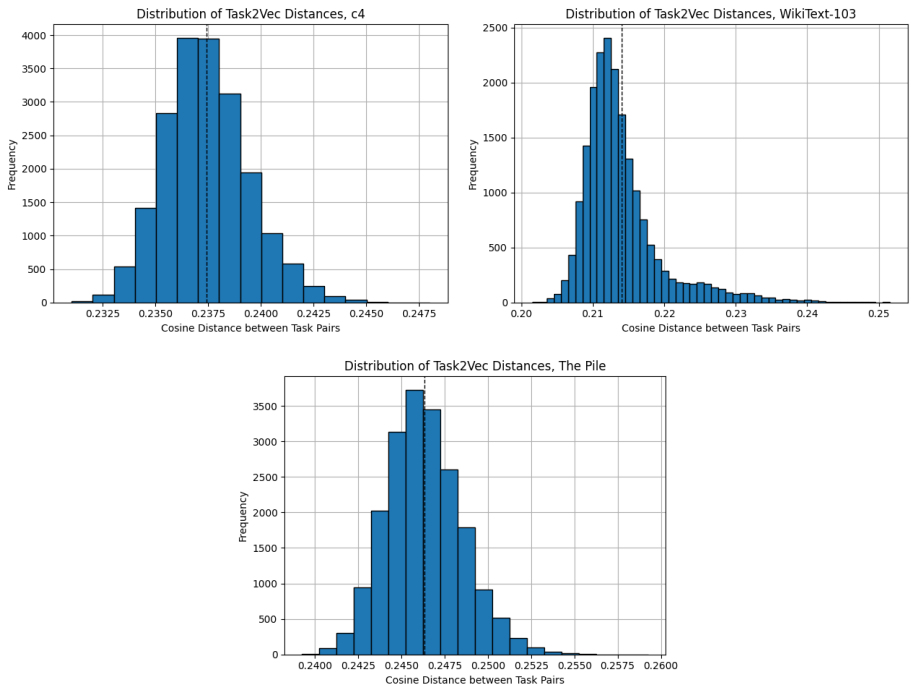 Distribution of Task2Vec Distances, c4
4000
3500
3000
2500
2000
1500
1000
500
0
Frequency
0.2325 0.2350 0.2375 0.2400 0.2425 0.2450 0.2475
Cosine Distance between Task Pairs
Distribution of Task2Vec Distances, WikiText-103
2500
2000
1500
1000
500
0
Frequency
0.20 0.21 0.22 0.23 0.24 0.25
Cosine Distance between Task Pairs
Distribution of Task2Vec Distances, The Pile
3500
3000
2500
2000
1500
1000
500
0
Frequency
0.2400 0.2425 0.2450 0.2475 0.2500 0.2525 0.2550 0.2575 0.2600
Cosine Distance between Task Pairs